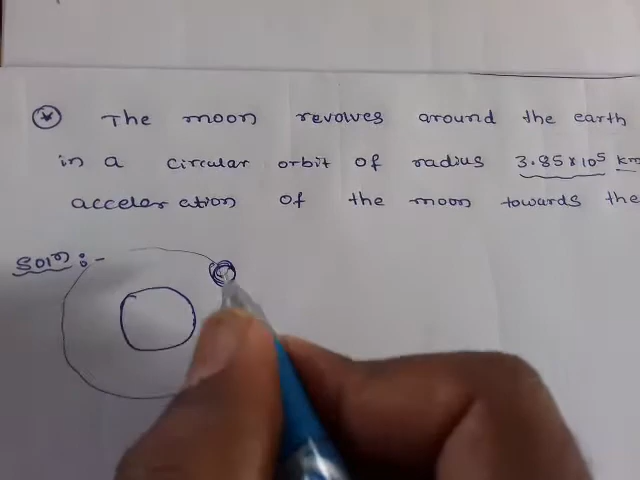 The moon revolves around the earth
in a circular orbit of radius 3.85 × 10⁵ km
acceleration of the moon towards the
Soln :-